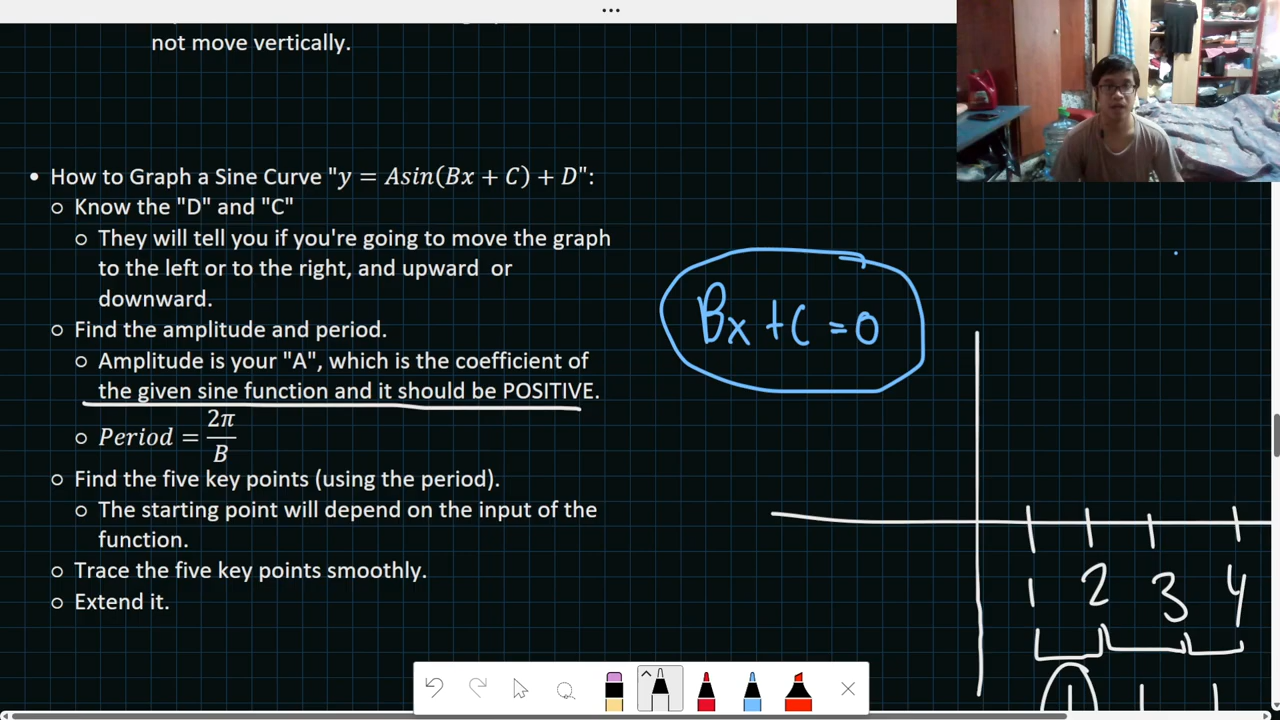 not move vertically.
• How to Graph a Sine Curve "y = Asin(Bx + C) + D":
○ Know the "D" and "C"
○ They will tell you if you're going to move the graph
to the left or to the right, and upward or
downward.
○ Find the amplitude and period.
○ Amplitude is your "A", which is the coefficient of
the given sine function and it should be POSITIVE.
○ Period = 2π/B
○ Find the five key points (using the period).
○ The starting point will depend on the input of the
function.
○ Trace the five key points smoothly.
○ Extend it.
Bx + C = 0
1 2 3 4
1 1 1